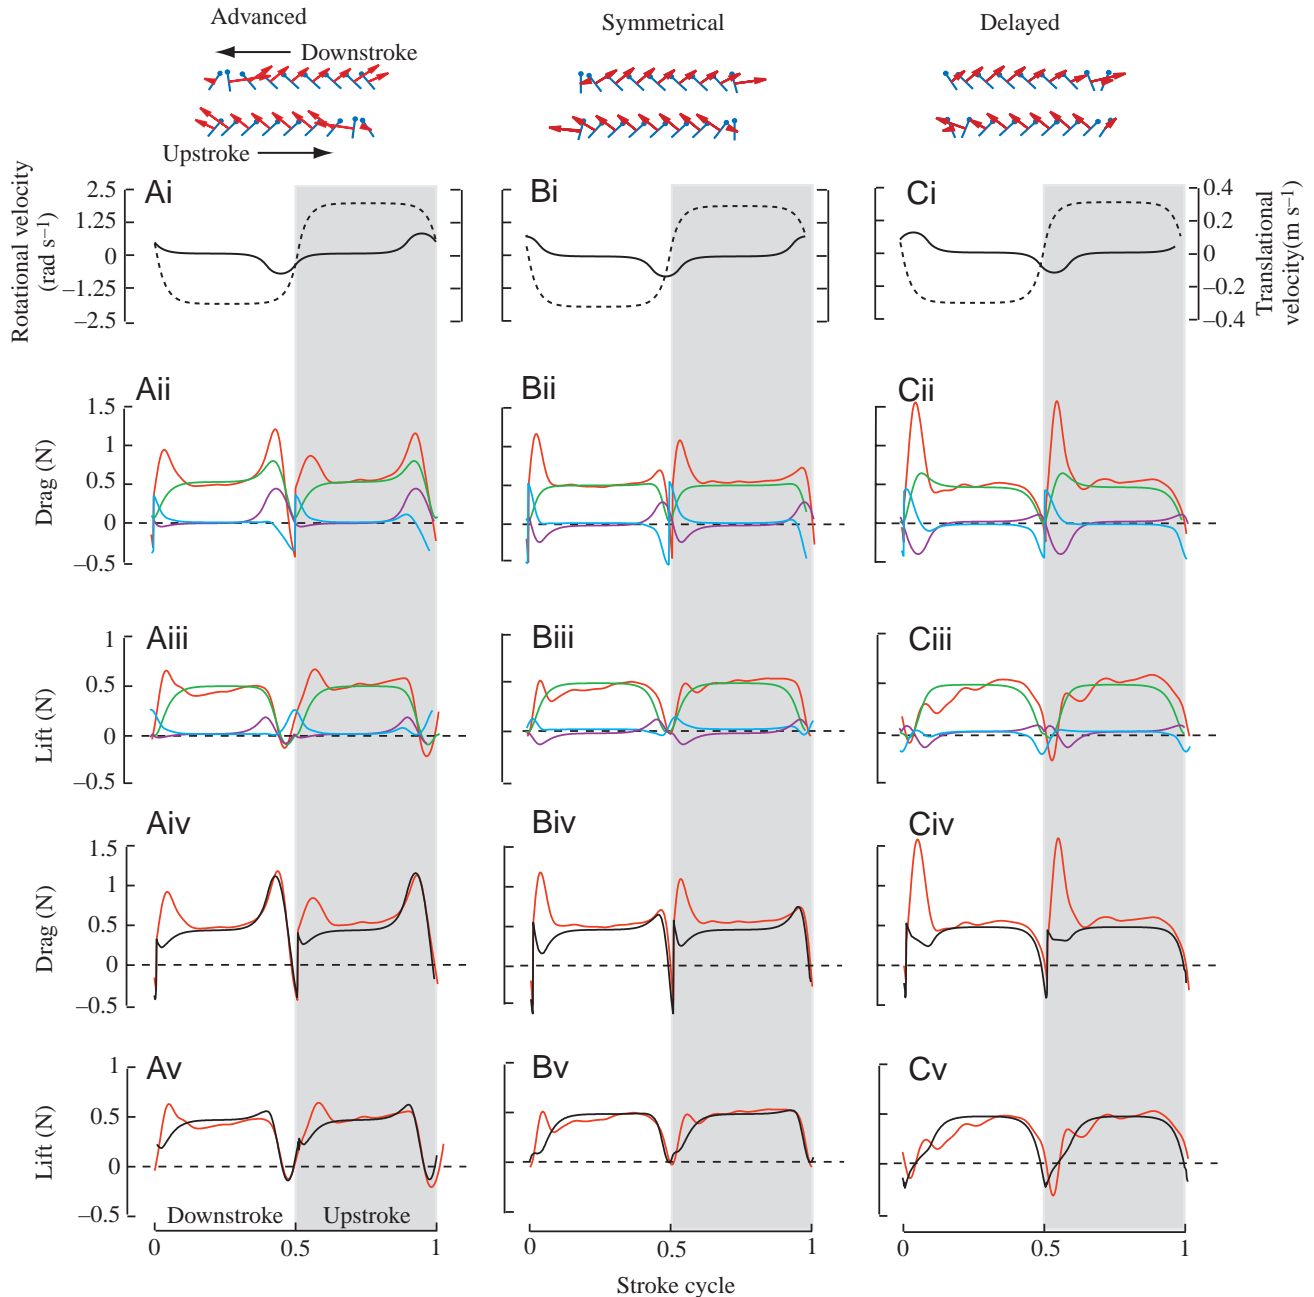 Advanced
Symmetrical
Delayed
Downstroke
Upstroke
Rotational velocity
(rad s–1)
Ai
Bi
Ci
2.5
1.25
0
–1.25
–2.5
0.4
0.2
0
–0.2
–0.4
Translational
velocity(m s–1)
Aii
Bii
Cii
Drag (N)
1.5
1
0.5
0
–0.5
Aiii
Biii
Ciii
Lift (N)
1
0.5
0
–0.5
Aiv
Biv
Civ
Drag (N)
1.5
1
0.5
0
–0.5
Av
Bv
Cv
Lift (N)
1
0.5
0
–0.5
Downstroke
Upstroke
0 0.5 1
0 0.5 1
0 0.5 1
Stroke cycle